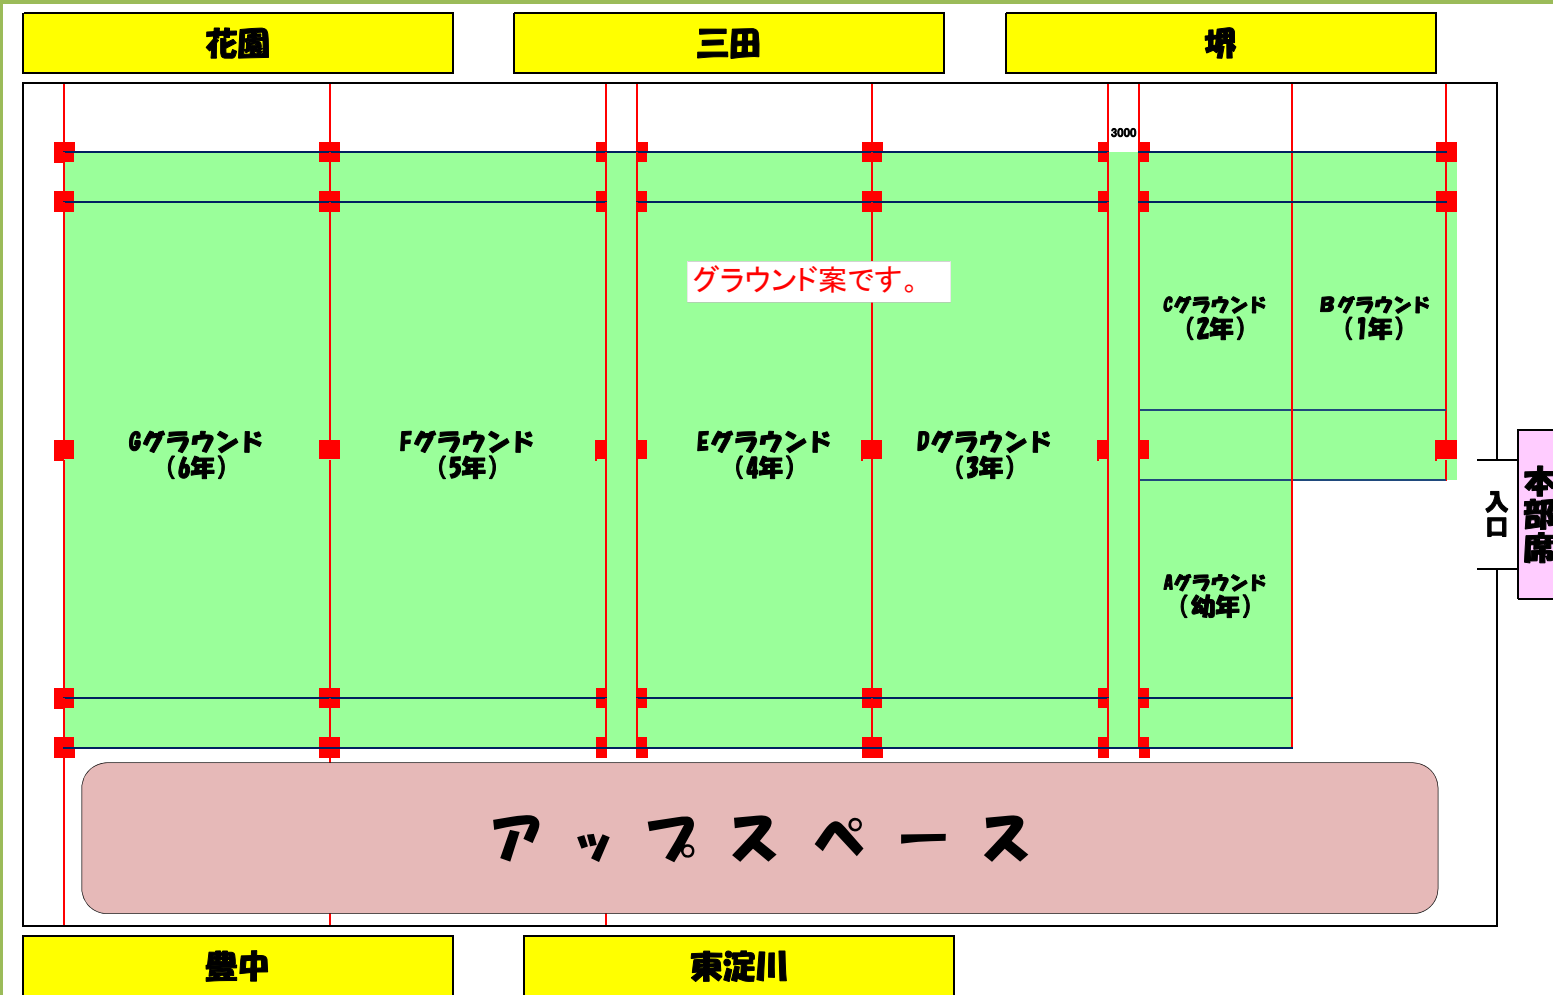 花園
三田
堺
3000
グラウンド案です。
Cグラウンド
（2年）
Bグラウンド
（1年）
Gグラウンド
（6年）
Fグラウンド
（5年）
Eグラウンド
（4年）
Dグラウンド
（3年）
入口
本部席
Aグラウンド
（幼年）
アップスペース
豊中
東淀川